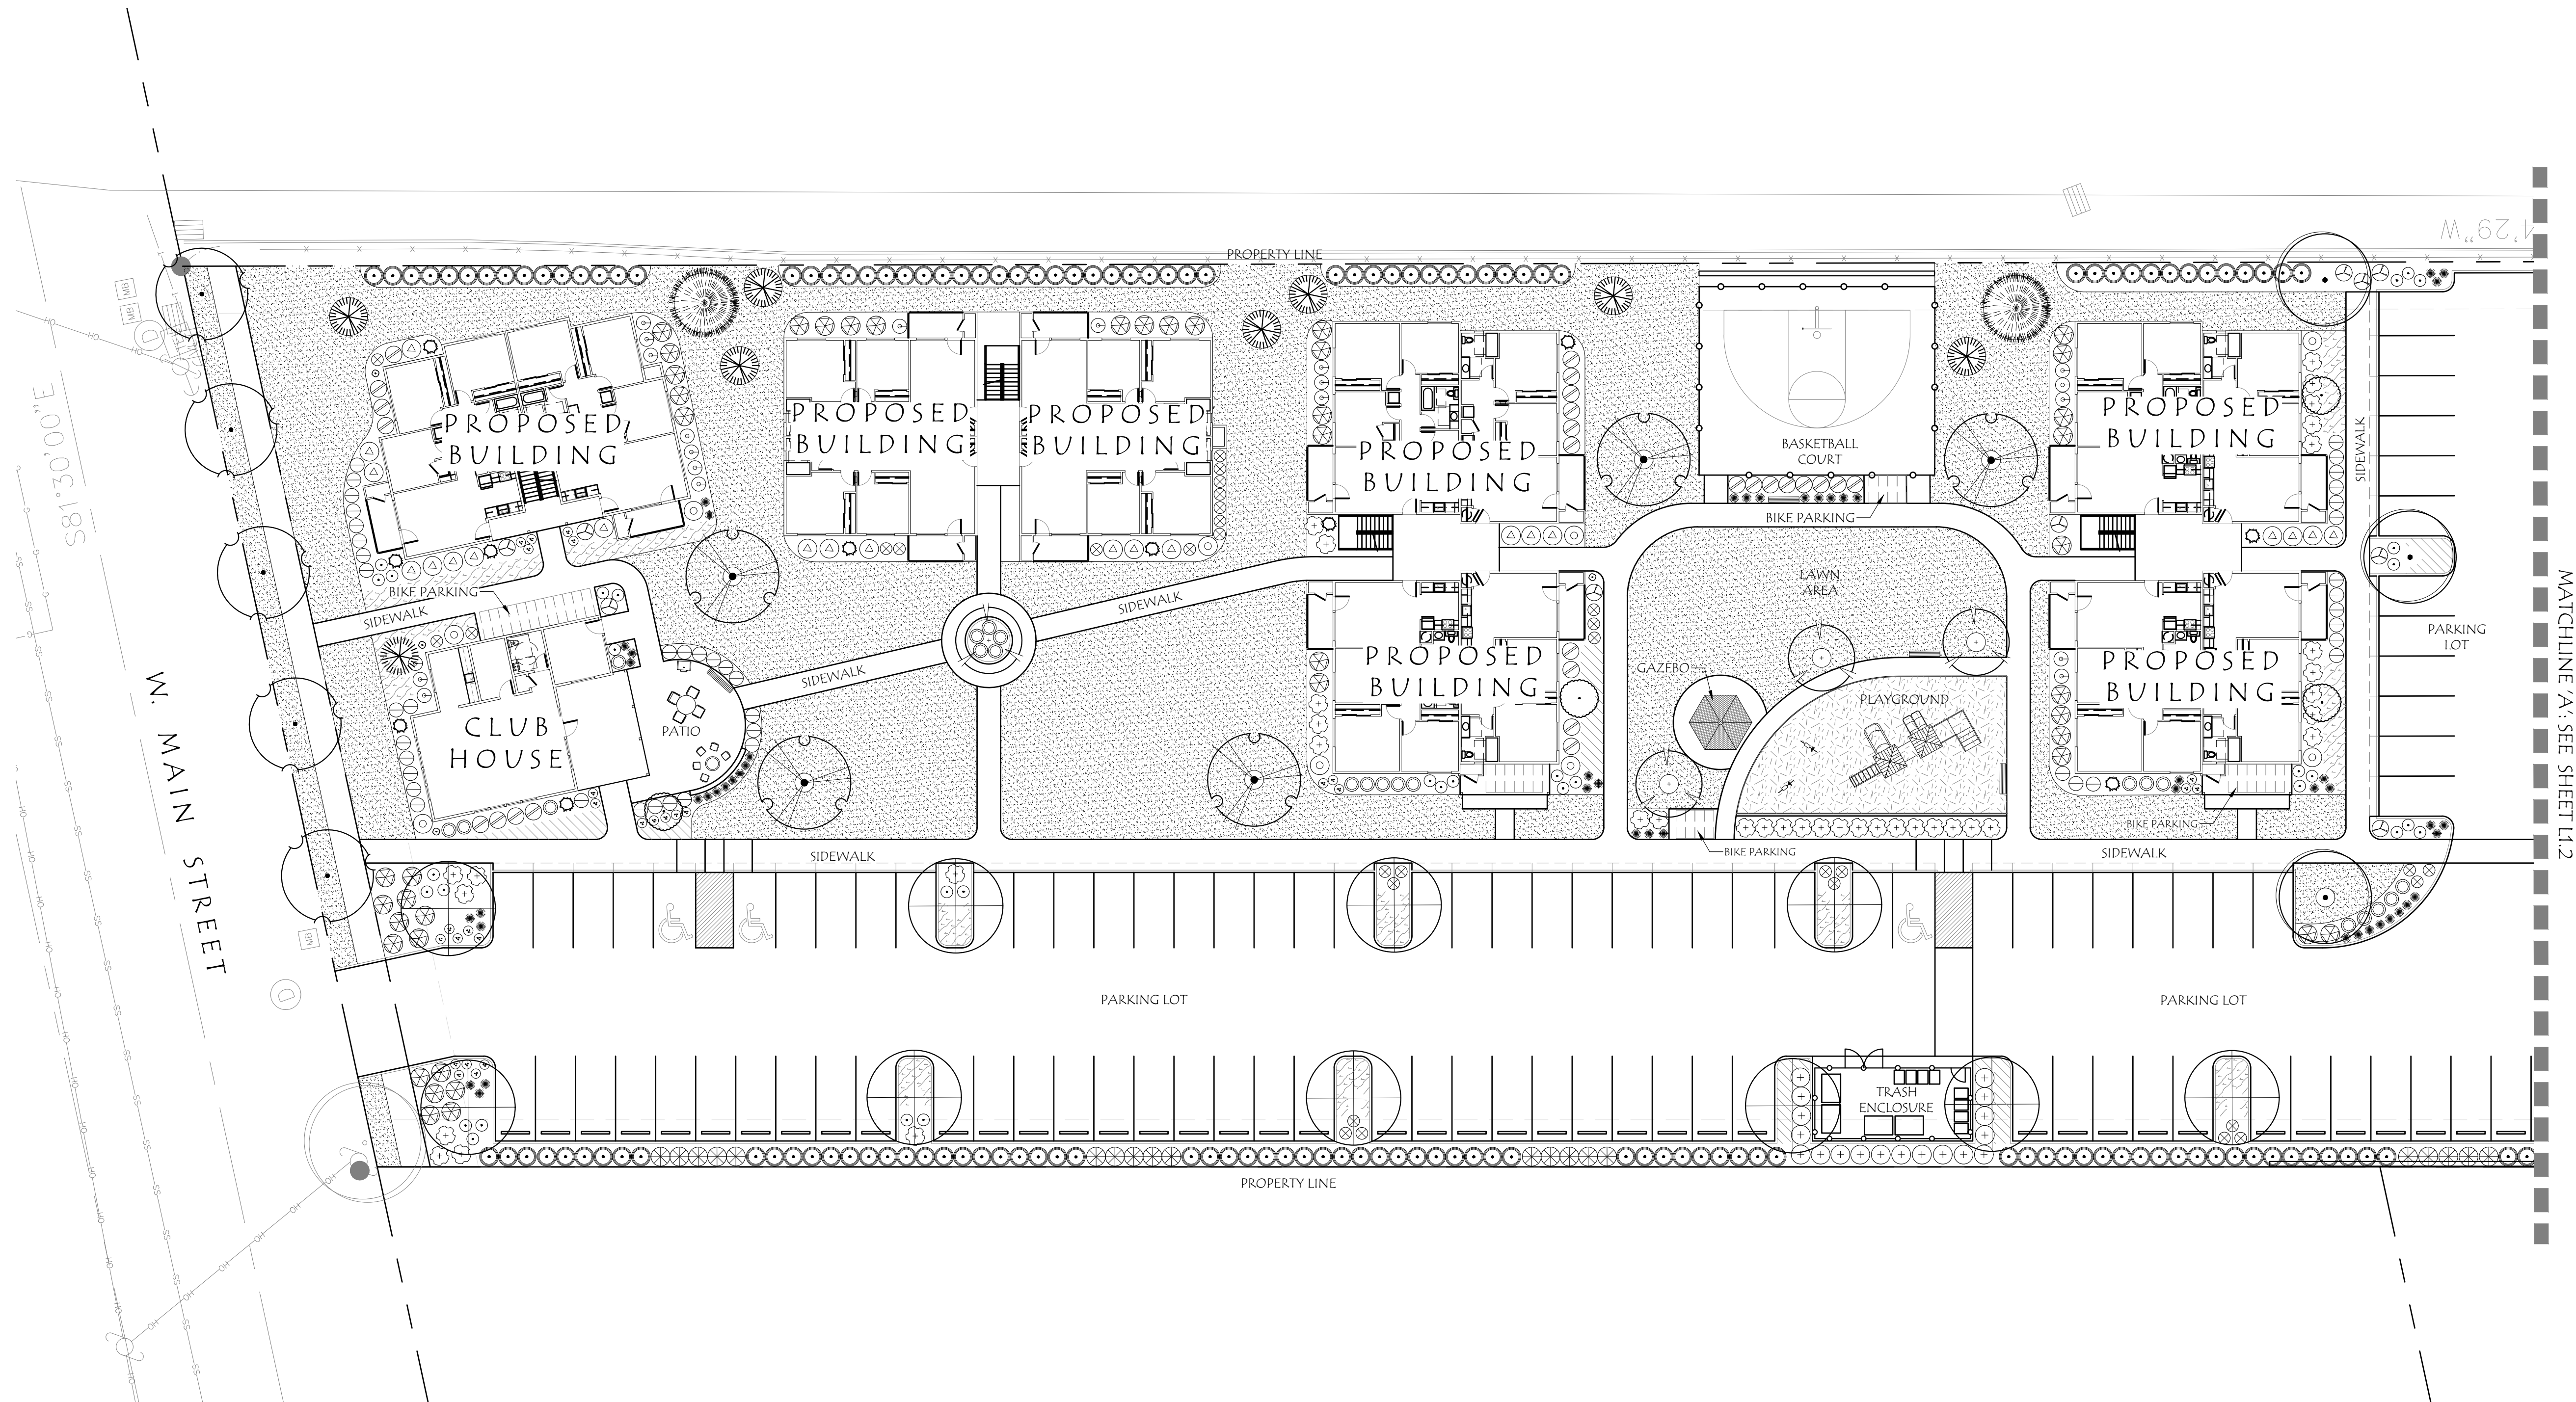 4'29"W
PROPERTY LINE
MB
MB
S81°30'00"E
PROPOSED
BUILDING
PROPOSED
BUILDING
PROPOSED
BUILDING
PROPOSED
BUILDING
BASKETBALL
COURT
BIKE PARKING
PROPOSED
BUILDING
SIDEWALK
LAWN
AREA
BIKE PARKING
SIDEWALK
SIDEWALK
SIDEWALK
PARKING
LOT
MATCHLINE 'A': SEE SHEET L1.2
W. MAIN STREET
CLUB
HOUSE
PATIO
PROPOSED
BUILDING
GAZEBO
PLAYGROUND
PROPOSED
BUILDING
BIKE PARKING
BIKE PARKING
SIDEWALK
SIDEWALK
MB
D
PARKING LOT
PARKING LOT
TRASH
ENCLOSURE
PROPERTY LINE